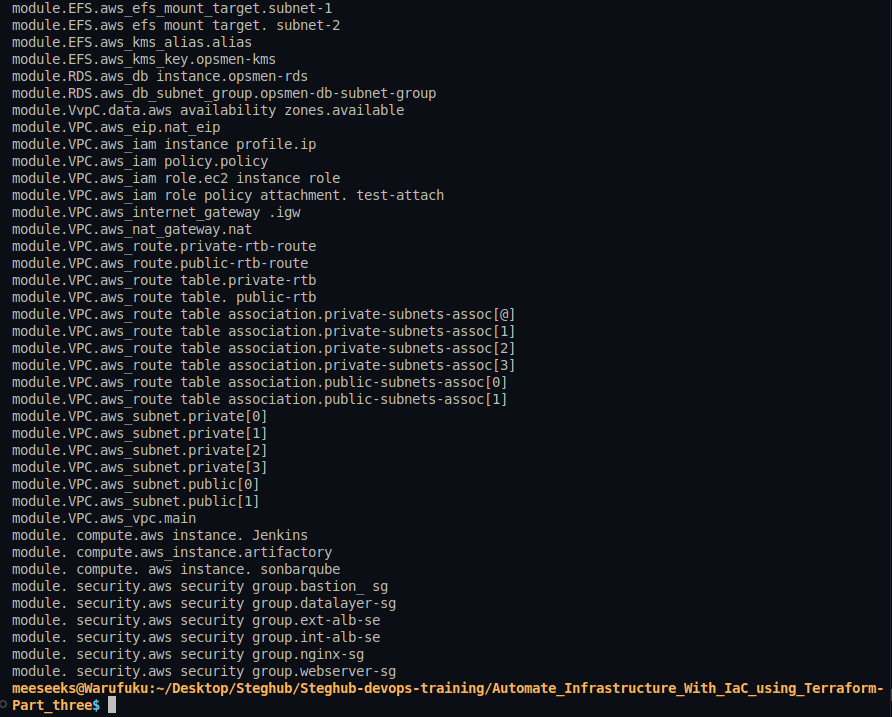 module.EFS.aws_efs_mount_target.subnet-1
module.EFS.aws efs mount target. subnet-2
module.EFS.aws_kms_alias.alias
module.EFS.aws_kms_key.opsmen-kms
module.RDS.aws_db instance.opsmen-rds
module.RDS.aws_db_subnet_group.opsmen-db-subnet-group
module.VvpC.data.aws availability zones.available
module.VPC.aws_eip.nat_eip
module.VPC.aws_iam instance profile.ip
module.VPC.aws_iam policy.policy
module.VPC.aws_iam role.ec2 instance role
module.VPC.aws_iam role policy attachment. test-attach
module.VPC.aws_internet_gateway .igw
module.VPC.aws_nat_gateway.nat
module.VPC.aws_route.private-rtb-route
module.VPC.aws_route.public-rtb-route
module.VPC.aws_route table.private-rtb
module.VPC.aws_route table. public-rtb
module.VPC.aws_route table association.private-subnets-assoc[@]
module.VPC.aws_route table association.private-subnets-assoc[1]
module.VPC.aws_route table association.private-subnets-assoc[2]
module.VPC.aws_route table association.private-subnets-assoc[3]
module.VPC.aws_route table association.public-subnets-assoc[0]
module.VPC.aws_route table association.public-subnets-assoc[1]
module.VPC.aws_subnet.private[0]
module.VPC.aws_subnet.private[1]
module.VPC.aws_subnet.private[2]
module.VPC.aws_subnet.private[3]
module.VPC.aws_subnet.public[0]
module.VPC.aws_subnet.public[1]
module.VPC.aws_vpc.main
module. compute.aws instance. Jenkins
module. compute.aws_instance.artifactory
module. compute. aws instance. sonbarqube
module. security.aws security group.bastion_ sg
module. security.aws security group.datalayer-sg
module. security.aws security group.ext-alb-se
module. security.aws security group.int-alb-se
module. security.aws security group.nginx-sg
module. security.aws security group.webserver-sg
meeseeks@Warufuku:~/Desktop/Steghub/Steghub-devops-training/Automate_Infrastructure_With_IaC_using_Terraform-
Part_three$